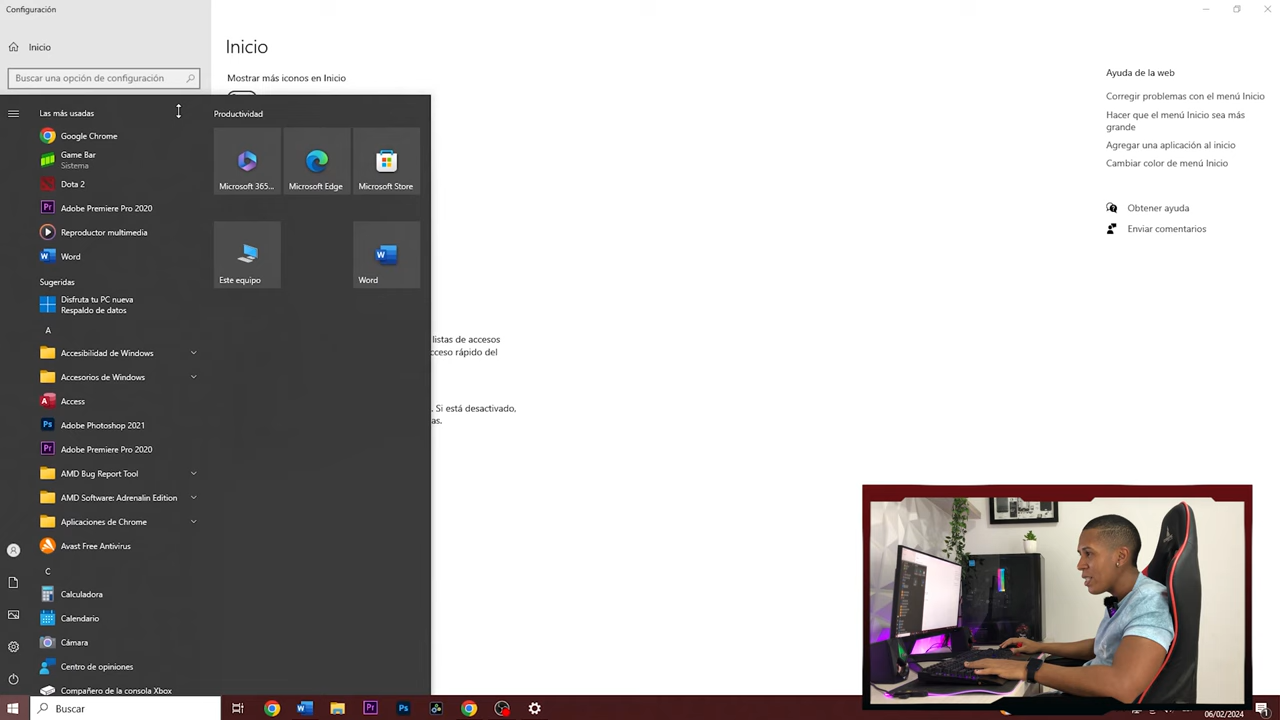 Configuración
Inicio
Buscar una opción de configuración
Inicio
Mostrar más iconos en Inicio
Ayuda de la web
Corregir problemas con el menú Inicio
Hacer que el menú Inicio sea más
grande
Agregar una aplicación al inicio
Cambiar color de menú Inicio
Obtener ayuda
Enviar comentarios
Las más usadas
Google Chrome
Game Bar
Sistema
Dota 2
Adobe Premiere Pro 2020
Reproductor multimedia
Word
Sugeridas
Disfruta tu PC nueva
Respaldo de datos
A
Accesibilidad de Windows
Accesorios de Windows
Access
Adobe Photoshop 2021
Adobe Premiere Pro 2020
AMD Bug Report Tool
AMD Software: Adrenalin Edition
Aplicaciones de Chrome
Avast Free Antivirus
C
Calculadora
Calendario
Cámara
Centro de opiniones
Compañero de la consola Xbox
Productividad
Microsoft 365...
Microsoft Edge
Microsoft Store
Este equipo
Word
listas de accesos
cceso rápido del
. Si está desactivado,
as.
Buscar
06/02/2024